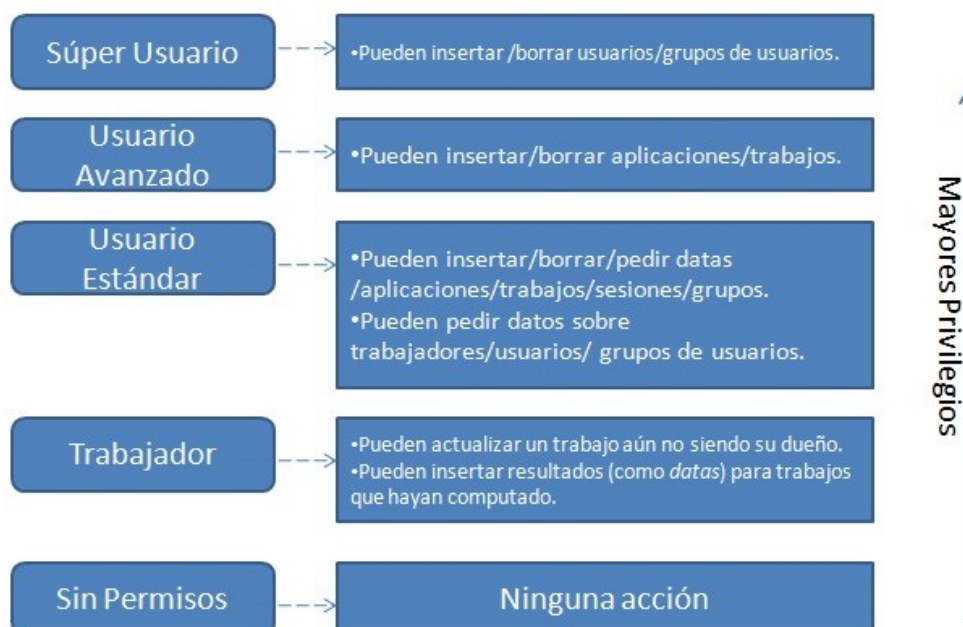 Súper Usuario
•Pueden insertar /borrar usuarios/grupos de usuarios.
Usuario
Avanzado
•Pueden insertar/borrar aplicaciones/trabajos.
Usuario
Estándar
•Pueden insertar/borrar/pedir datas
/aplicaciones/trabajos/sesiones/grupos.
•Pueden pedir datos sobre
trabajadores/usuarios/ grupos de usuarios.
Trabajador
•Pueden actualizar un trabajo aún no siendo su dueño.
•Pueden insertar resultados (como datas) para trabajos
que hayan computado.
Sin Permisos
Ninguna acción
Mayores Privilegios